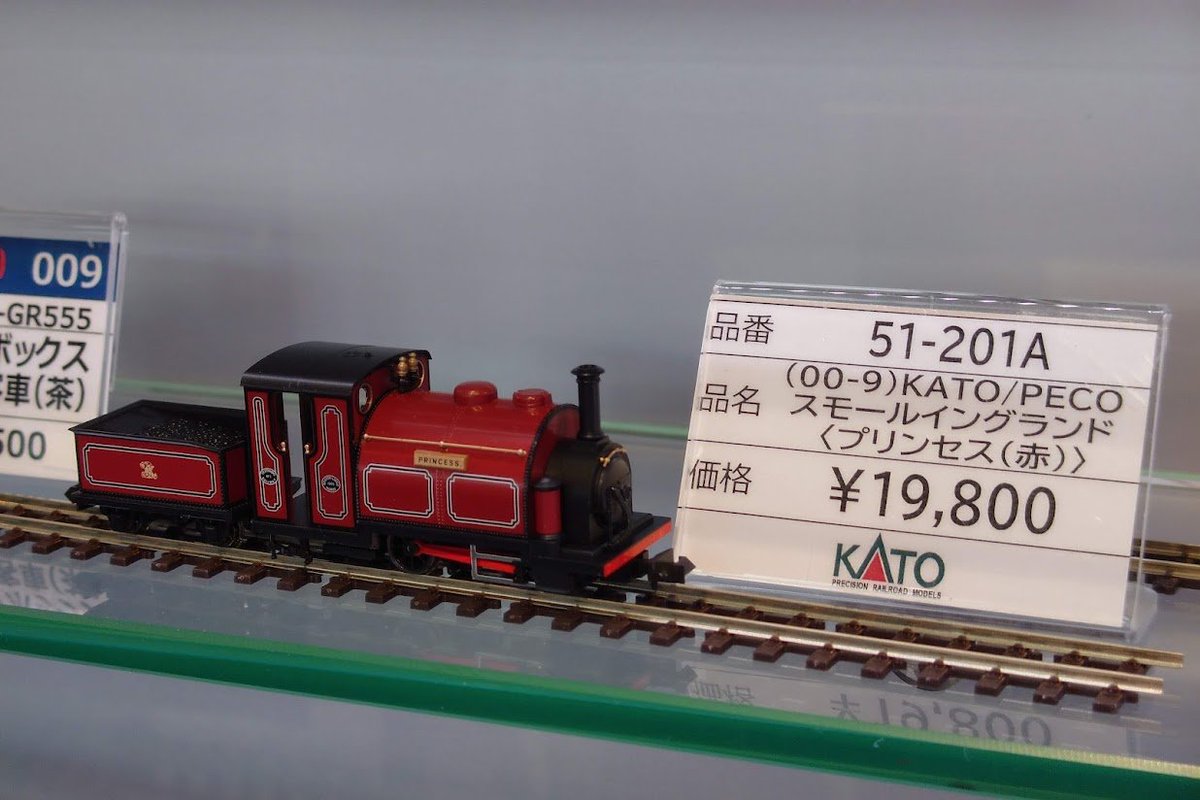 009
-GR555
ボックス
車(茶)
500
PRINCESS
品番 51-201A
品名 (OO-9)KATO/PECO
スモールイングランド
〈プリンセス(赤)〉
価格 ¥19,800
KATO
PRECISION RAILROAD MODELS